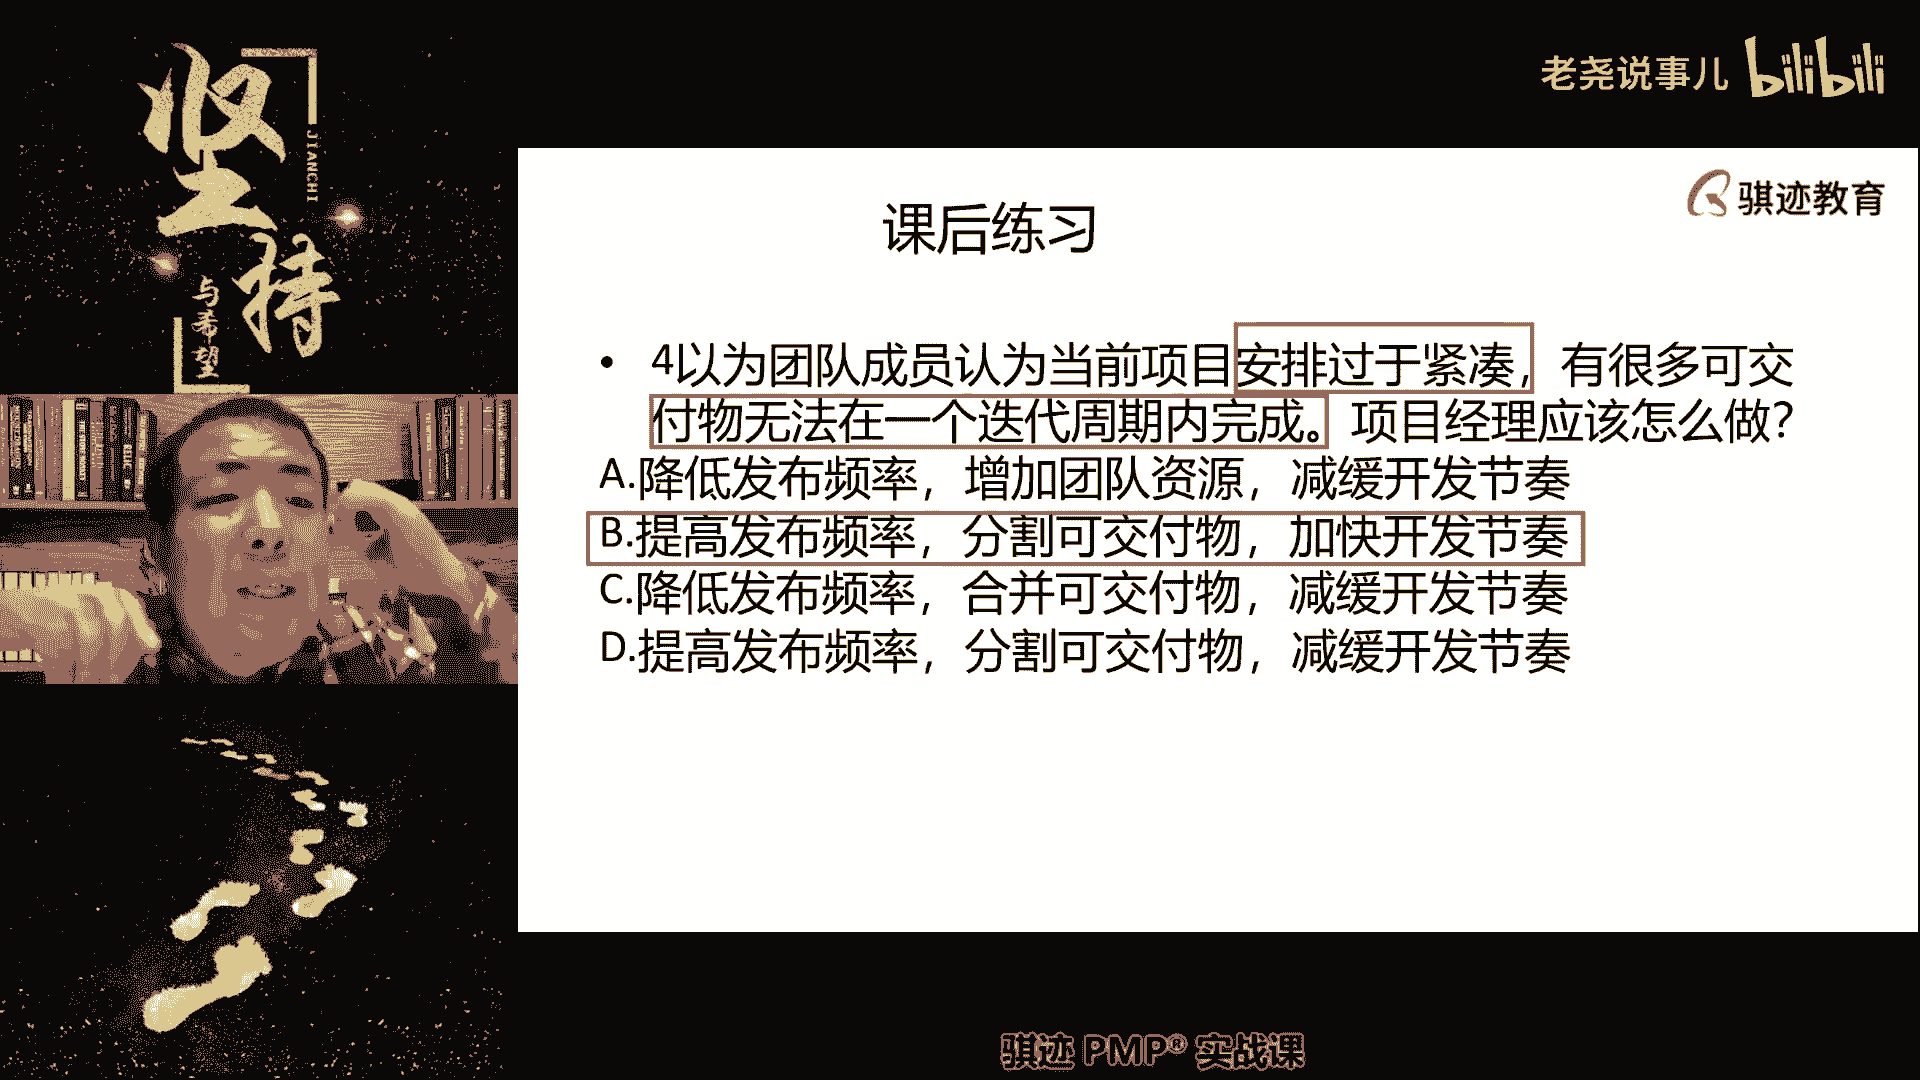 坚持
JIANCHI
与希望
老尧说事儿 bilibili
骐迹教育
课后练习
• 4以为团队成员认为当前项目安排过于紧凑，有很多可交
付物无法在一个迭代周期内完成。项目经理应该怎么做？
A.降低发布频率，增加团队资源，减缓开发节奏
B.提高发布频率，分割可交付物，加快开发节奏
C.降低发布频率，合并可交付物，减缓开发节奏
D.提高发布频率，分割可交付物，减缓开发节奏
骐迹 PMP® 实战课